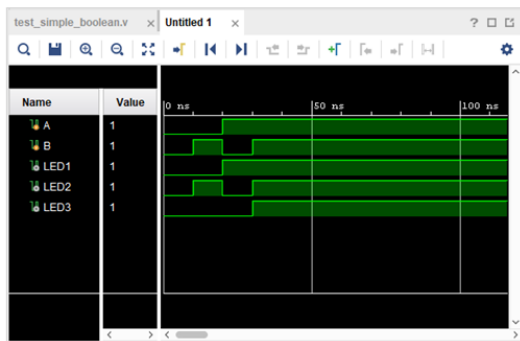 test_simple_boolean.v × Untitled 1 × ?
Name Value 0 ns 50 ns 100 ns
A 1
B 1
LED1 1
LED2 1
LED3 1